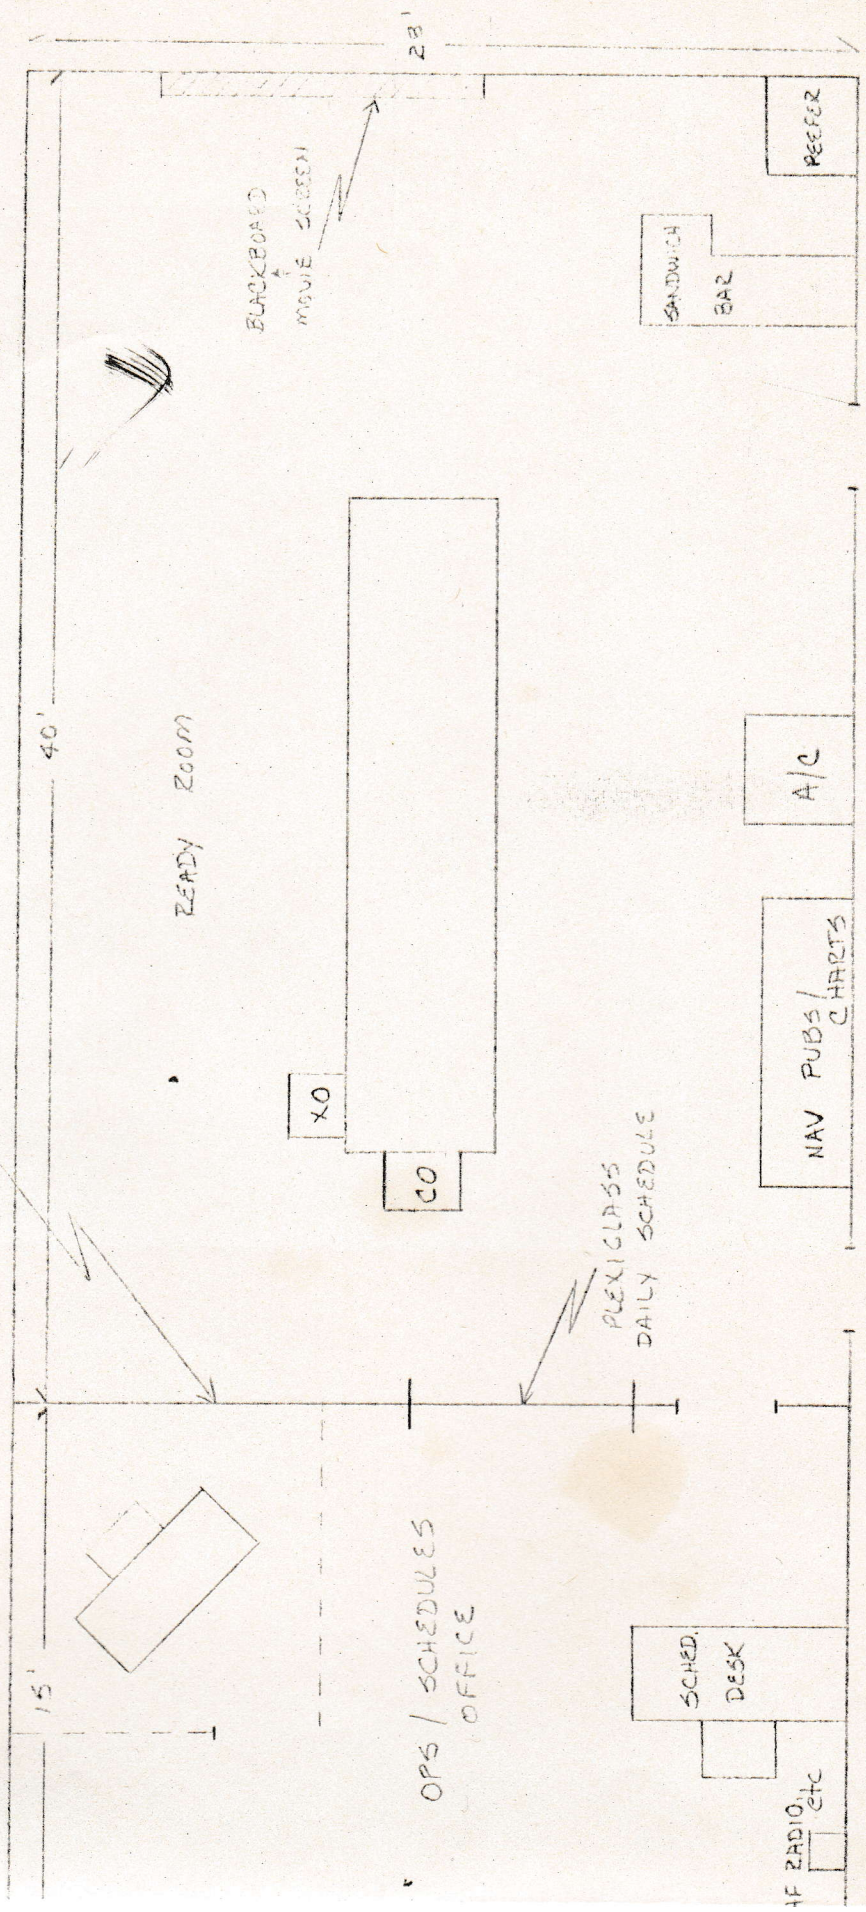 23'
40'
15'
BLACKBOARD
&
MOVIE SCREEN
REEFER
SANDWICH
BAR
READY ROOM
A/C
NAV PUBS/
CHARTS
XO
CO
PLEXIGLASS
DAILY SCHEDULE
OPS / SCHEDULES
OFFICE
SCHED.
DESK
RADIO,
etc